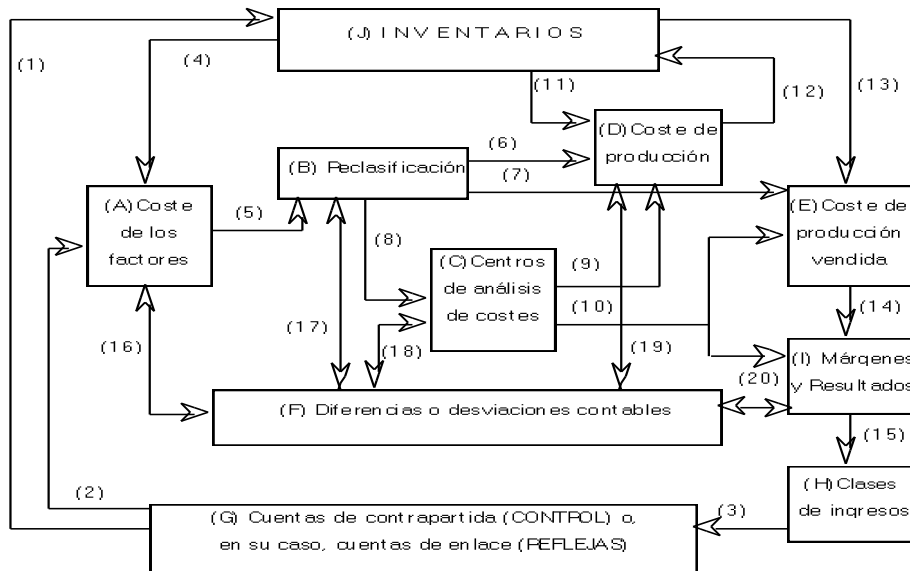 (J) INVENTARIOS
(1)
(4)
(11)
(12)
(13)
(D) Coste de
producción
(6)
(B) Reclasificación
(7)
(A) Coste
de los
factores
(5)
(E) Coste de
producción
vendida
(8)
(C) Centros
de análisis
de costes
(9)
(10)
(14)
(16)
(17)
(18)
(19)
(I) Márgenes
y Resultados
(20)
(F) Diferencias o desviaciones contables
(15)
(H) Clases
de ingresos
(2)
(3)
(G) Cuentas de contrapartida (CONTROL) o,
en su caso, cuentas de enlace (REFLEJAS)